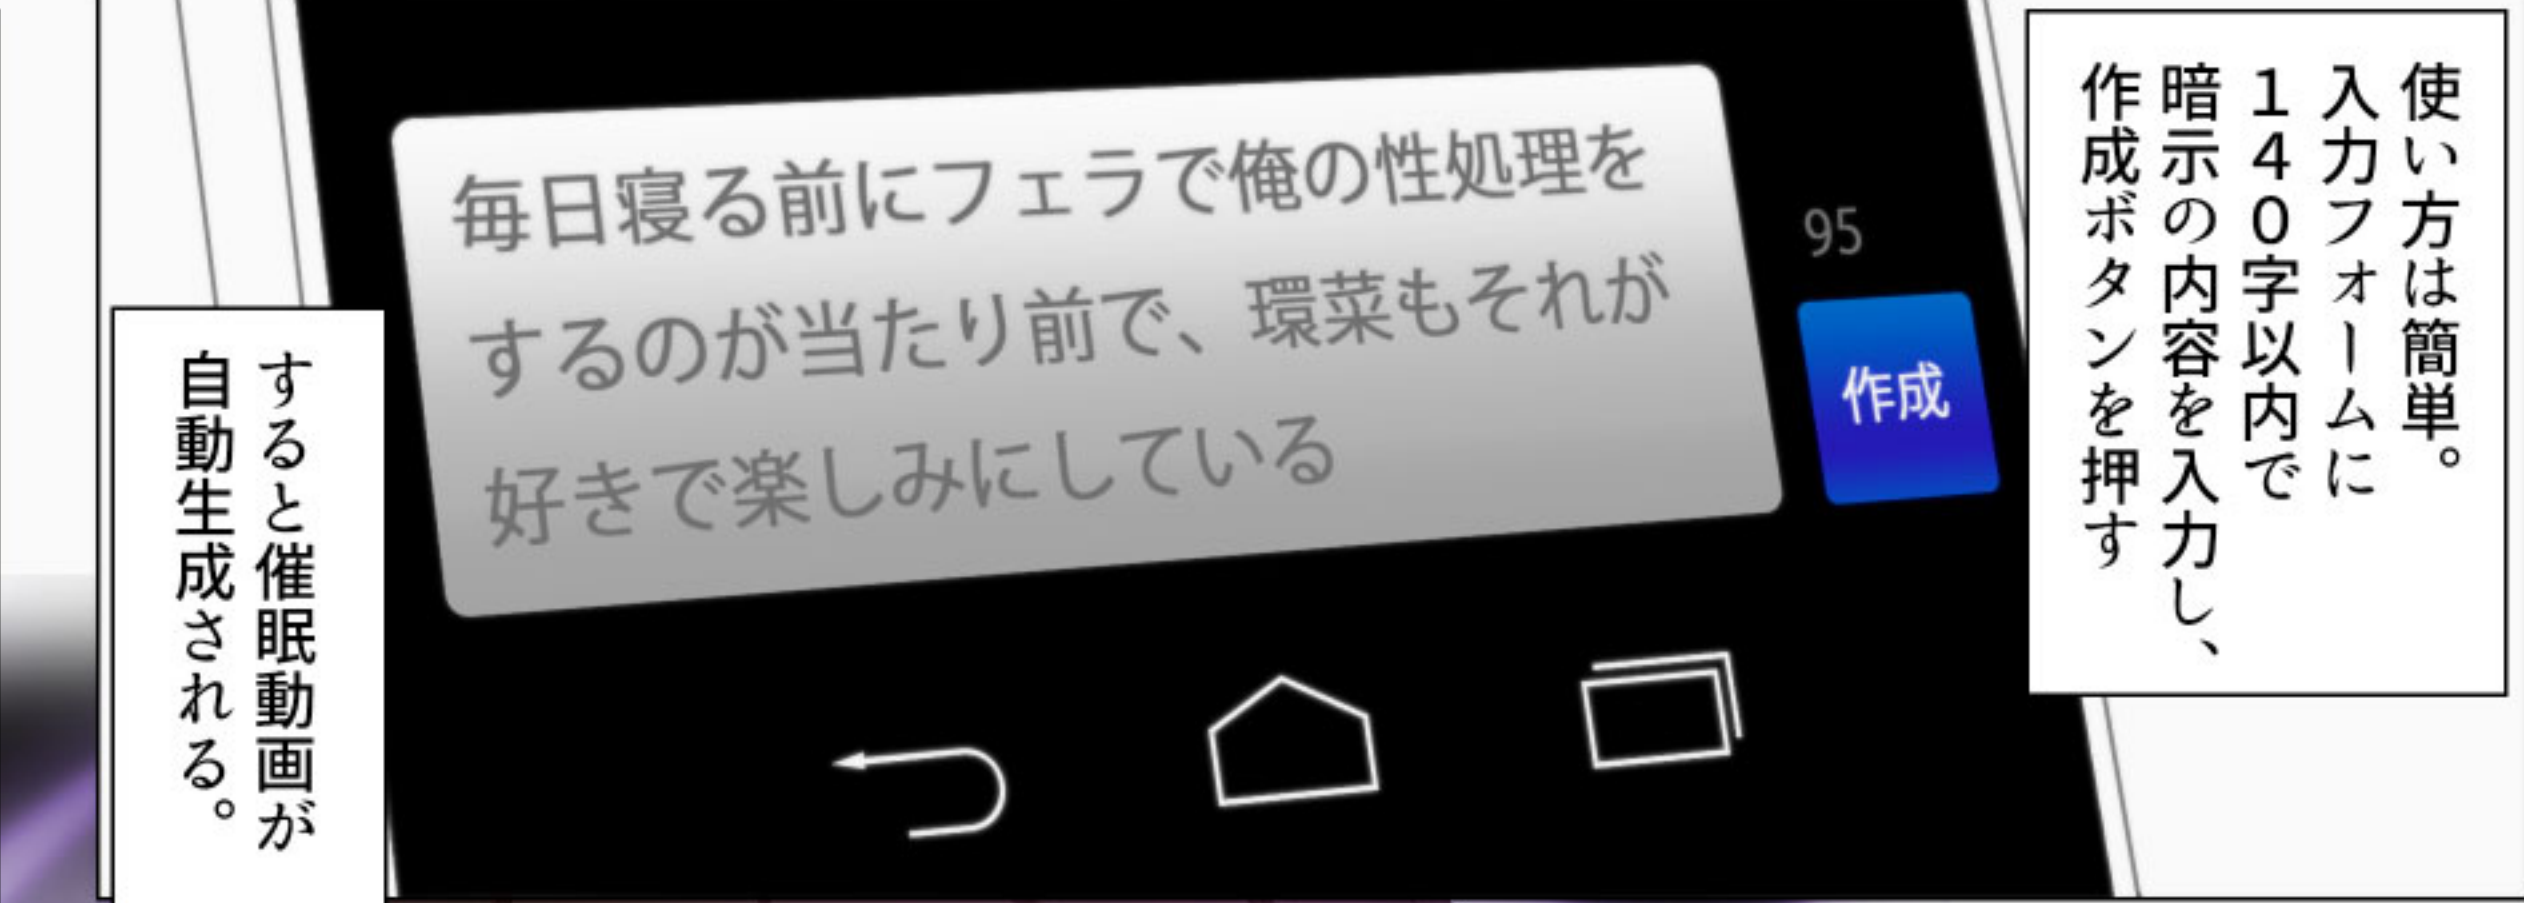 使い方は簡単。
入力フォームに
１４０字以内で
暗示の内容を入力し、
作成ボタンを押す
毎日寝る前にフェラで俺の性処理を
するのが当たり前で、環菜もそれが
好きで楽しみにしている
95
作成
すると催眠動画が
自動生成される。